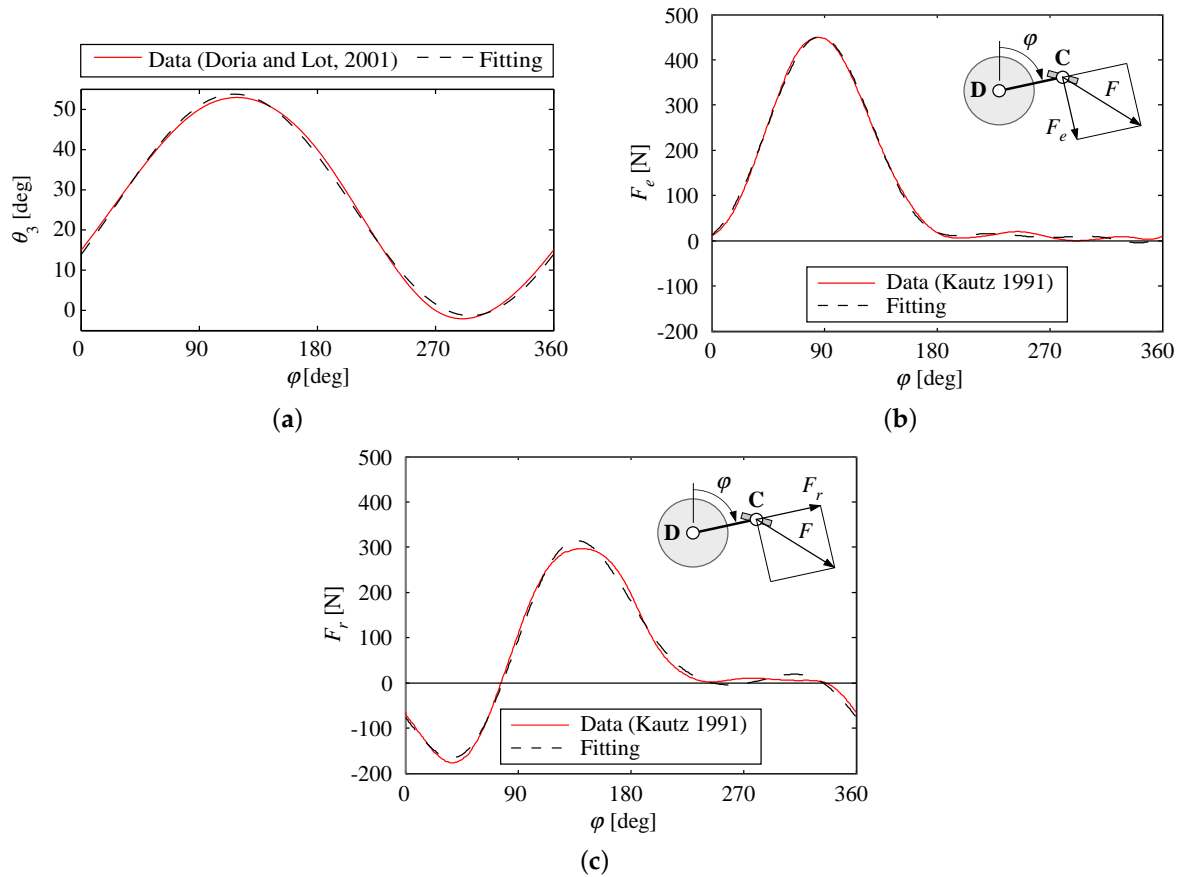 Data (Doria and Lot, 2001) Fitting
θ3 [deg]
50
40
30
20
10
0
0 90 180 270 360
φ[deg]
(a)
Fe [N]
500
400
300
200
100
0
-100
-200
φ
C
D
F
Fe
Data (Kautz 1991)
Fitting
0 90 180 270 360
φ [deg]
(b)
Fr [N]
500
400
300
200
100
0
-100
-200
φ
C
Fr
D
F
Data (Kautz 1991)
Fitting
0 90 180 270 360
φ [deg]
(c)